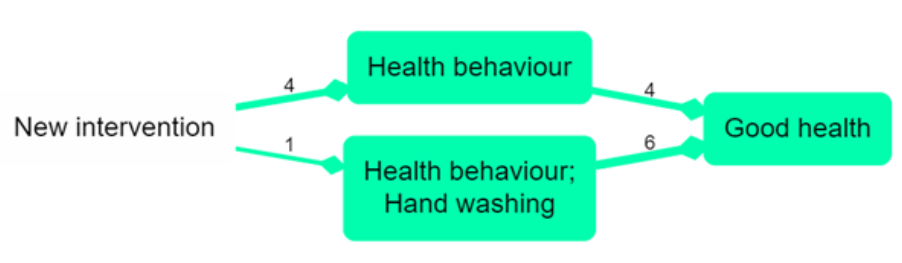 Health behaviour
4
4
New intervention
Good health
1
6
Health behaviour;
Hand washing